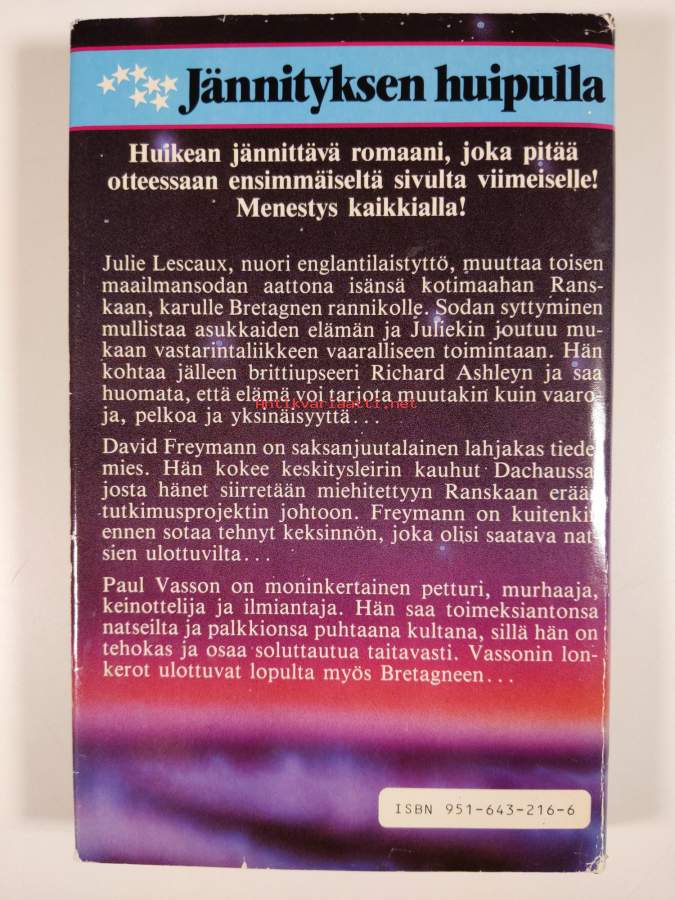 Jännityksen huipulla
Huikean jännittävä romaani, joka pitää
otteessaan ensimmäiseltä sivulta viimeiselle!
Menestys kaikkialla!
Julie Lescaux, nuori englantilaistyttö, muuttaa toisen
maailmansodan aattona isänsä kotimaahan Rans-
kaan, karulle Bretagnen rannikolle. Sodan syttyminen
mullistaa asukkaiden elämän ja Juliekin joutuu mu-
kaan vastarintaliikkeen vaaralliseen toimintaan. Hän
kohtaa jälleen brittiupseeri Richard Ashleyn ja saa
huomata, että elämä voi tarjota muutakin kuin vaaro-
ja, pelkoa ja yksinäisyyttä...
Antikvariaatti.net
David Freymann on saksanjuutalainen lahjakas tiede
mies. Hän kokee keskitysleirin kauhut Dachaussa
josta hänet siirretään miehitettyyn Ranskaan erää
tutkimusprojektin johtoon. Freymann on kuitenki
ennen sotaa tehnyt keksinnön, joka olisi saatava nat-
sien ulottuvilta...
Paul Vasson on moninkertainen petturi, murhaaja,
keinottelija ja ilmiantaja. Hän saa toimeksiantonsa
natseilta ja palkkionsa puhtaana kultana, sillä hän on
tehokas ja osaa soluttautua taitavasti. Vassonin lon-
kerot ulottuvat lopulta myös Bretagneen...
ISBN 951-643-216-6